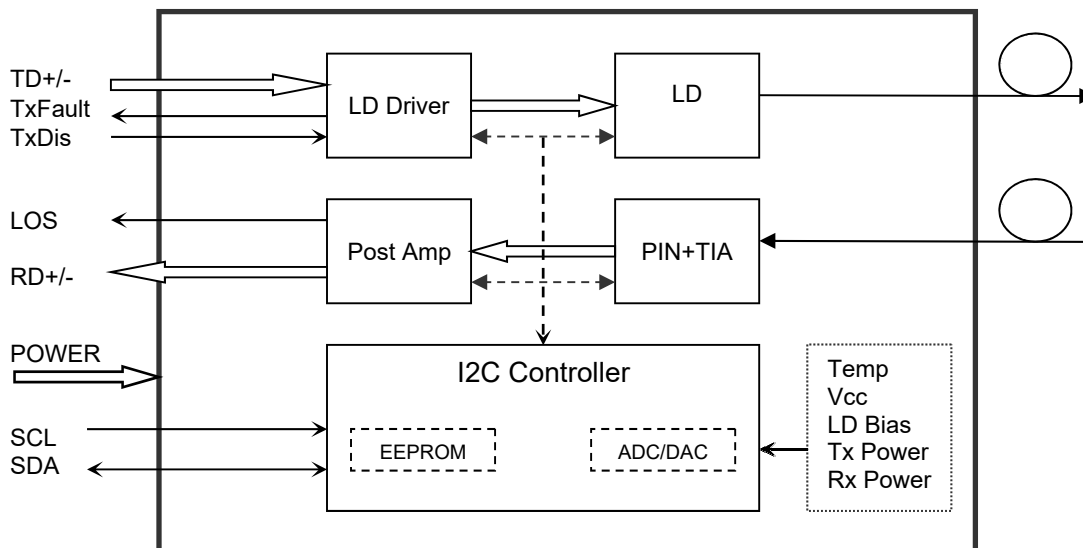 TD+/-
TxFault
TxDis
LD Driver
LD
LOS
RD+/-
Post Amp
PIN+TIA
POWER
SCL
SDA
I2C Controller
EEPROM
ADC/DAC
Temp
Vcc
LD Bias
Tx Power
Rx Power